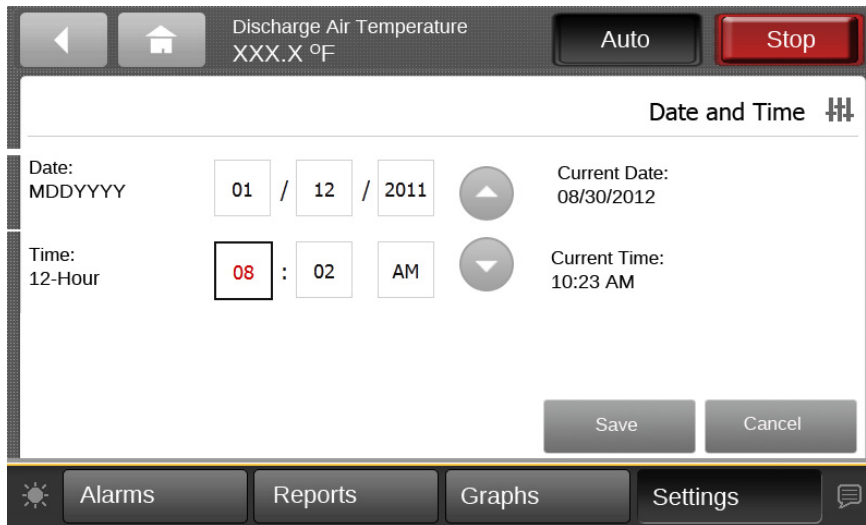 Discharge Air Temperature
XXX.X ºF
Auto
Stop
Date and Time
Date:
MDDYYYY
01 / 12 / 2011
Current Date:
08/30/2012
Time:
12-Hour
08 : 02 AM
Current Time:
10:23 AM
Save
Cancel
Alarms
Reports
Graphs
Settings